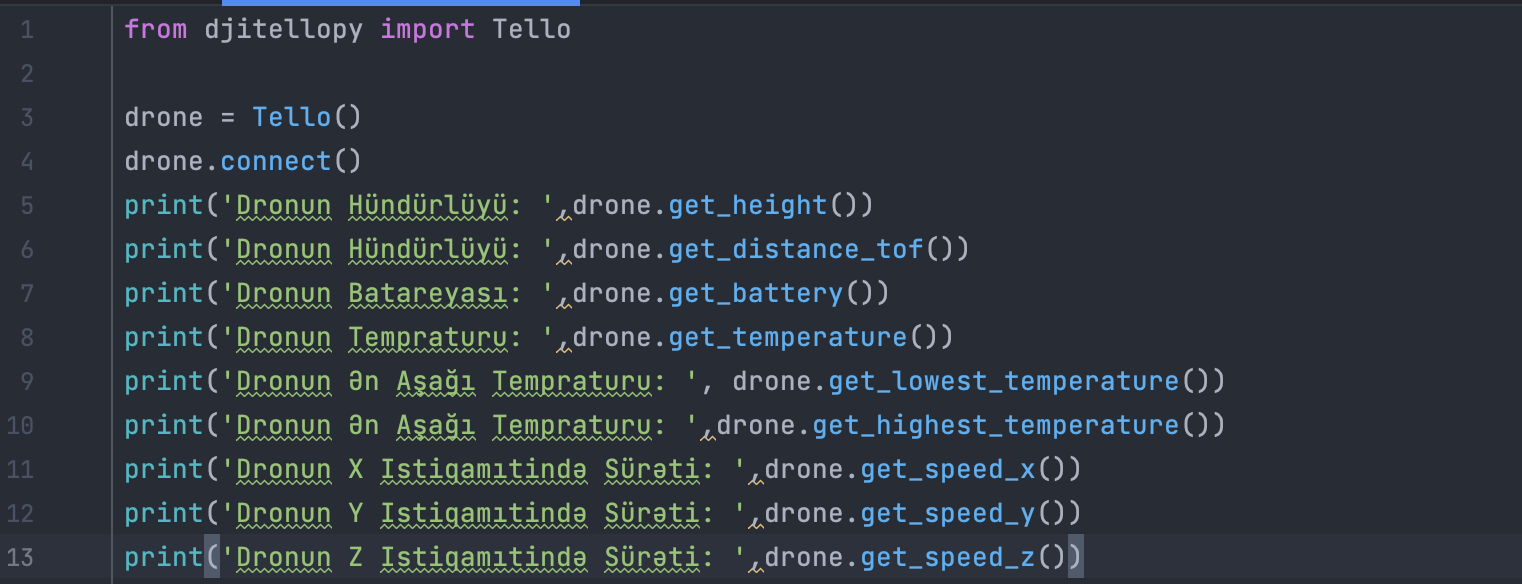 1 from djitellopy import Tello
2
3 drone = Tello()
4 drone.connect()
5 print('Dronun Hündürlüyü: ',drone.get_height())
6 print('Dronun Hündürlüyü: ',drone.get_distance_tof())
7 print('Dronun Batareyası: ',drone.get_battery())
8 print('Dronun Tempraturu: ',drone.get_temperature())
9 print('Dronun Ən Aşağı Tempraturu: ', drone.get_lowest_temperature())
10 print('Dronun Ən Aşağı Tempraturu: ',drone.get_highest_temperature())
11 print('Dronun X Istiqamıtində Sürəti: ',drone.get_speed_x())
12 print('Dronun Y Istiqamıtində Sürəti: ',drone.get_speed_y())
13 print('Dronun Z Istiqamıtində Sürəti: ',drone.get_speed_z())